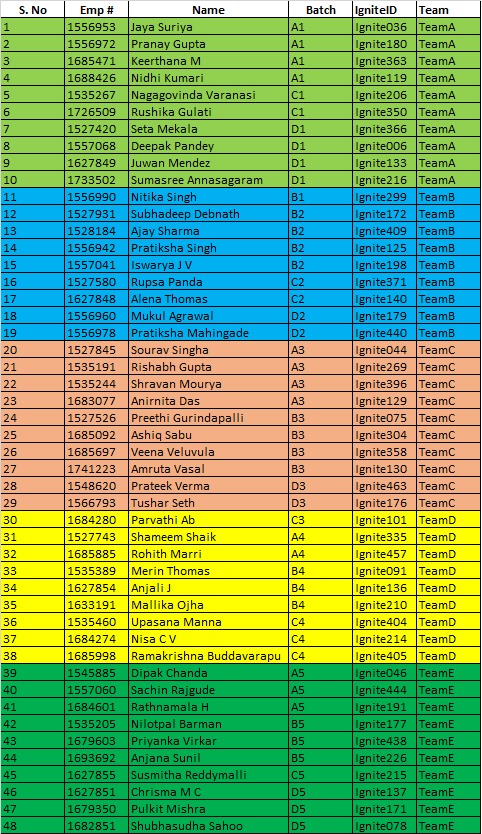 S. No Emp # Name Batch IgniteID Team
1 1556953 Jaya Suriya A1 Ignite036 TeamA
2 1556972 Pranay Gupta A1 Ignite180 TeamA
3 1685471 Keerthana M A1 Ignite363 TeamA
4 1688426 Nidhi Kumari A1 Ignite119 TeamA
5 1535267 Nagagovinda Varanasi C1 Ignite206 TeamA
6 1726509 Rushika Gulati C1 Ignite350 TeamA
7 1527420 Seta Mekala D1 Ignite366 TeamA
8 1557068 Deepak Pandey D1 Ignite006 TeamA
9 1627849 Juwan Mendez D1 Ignite133 TeamA
10 1733502 Sumasree Annasagaram D1 Ignite216 TeamA
11 1556990 Nitika Singh B1 Ignite299 TeamB
12 1527931 Subhadeep Debnath B2 Ignite172 TeamB
13 1528184 Ajay Sharma B2 Ignite409 TeamB
14 1556942 Pratiksha Singh B2 Ignite125 TeamB
15 1557041 Iswarya J V B2 Ignite198 TeamB
16 1527580 Rupsa Panda C2 Ignite371 TeamB
17 1627848 Alena Thomas C2 Ignite140 TeamB
18 1556960 Mukul Agrawal D2 Ignite179 TeamB
19 1556978 Pratiksha Mahingade D2 Ignite440 TeamB
20 1527845 Sourav Singha A3 Ignite044 TeamC
21 1535191 Rishabh Gupta A3 Ignite269 TeamC
22 1535244 Shravan Mourya A3 Ignite396 TeamC
23 1683077 Anirnita Das A3 Ignite129 TeamC
24 1527526 Preethi Gurindapalli B3 Ignite075 TeamC
25 1685092 Ashiq Sabu B3 Ignite304 TeamC
26 1685697 Veena Veluvula B3 Ignite358 TeamC
27 1741223 Amruta Vasal B3 Ignite130 TeamC
28 1548620 Prateek Verma D3 Ignite463 TeamC
29 1566793 Tushar Seth D3 Ignite176 TeamC
30 1684280 Parvathi Ab C3 Ignite101 TeamD
31 1527743 Shameem Shaik A4 Ignite335 TeamD
32 1685885 Rohith Marri A4 Ignite457 TeamD
33 1535389 Merin Thomas B4 Ignite091 TeamD
34 1627854 Anjali J B4 Ignite136 TeamD
35 1633191 Mallika Ojha B4 Ignite210 TeamD
36 1535460 Upasana Manna C4 Ignite404 TeamD
37 1684274 Nisa C V C4 Ignite214 TeamD
38 1685998 Ramakrishna Buddavarapu C4 Ignite405 TeamD
39 1545885 Dipak Chanda A5 Ignite046 TeamE
40 1557060 Sachin Rajgude A5 Ignite444 TeamE
41 1684601 Rathnamala H A5 Ignite191 TeamE
42 1535205 Nilotpal Barman B5 Ignite177 TeamE
43 1679603 Priyanka Virkar B5 Ignite438 TeamE
44 1693692 Anjana Sunil B5 Ignite226 TeamE
45 1627855 Susmitha Reddymalli C5 Ignite215 TeamE
46 1627851 Chrisma M C D5 Ignite137 TeamE
47 1679350 Pulkit Mishra D5 Ignite171 TeamE
48 1682851 Shubhasudha Sahoo D5 Ignite078 TeamE